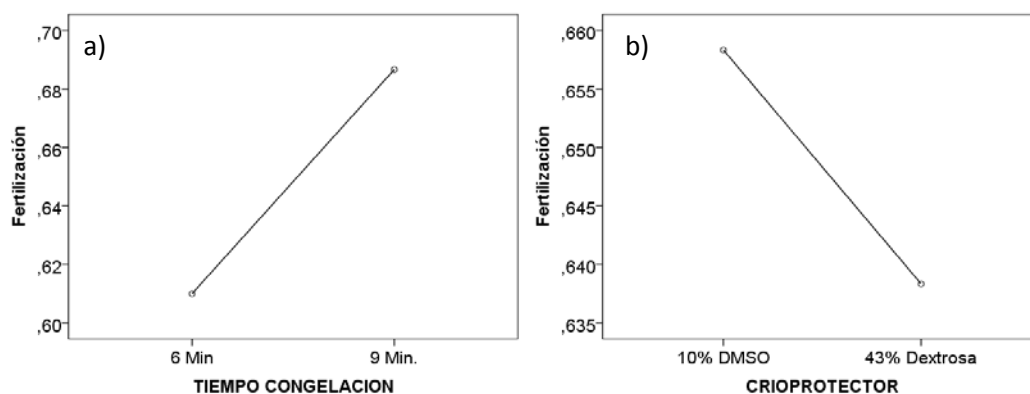 a)
Fertilización
,70
,68
,66
,64
,62
,60
6 Min
9 Min.
TIEMPO CONGELACION
b)
Fertilización
,660
,655
,650
,645
,640
,635
10% DMSO
43% Dextrosa
CRIOPROTECTOR